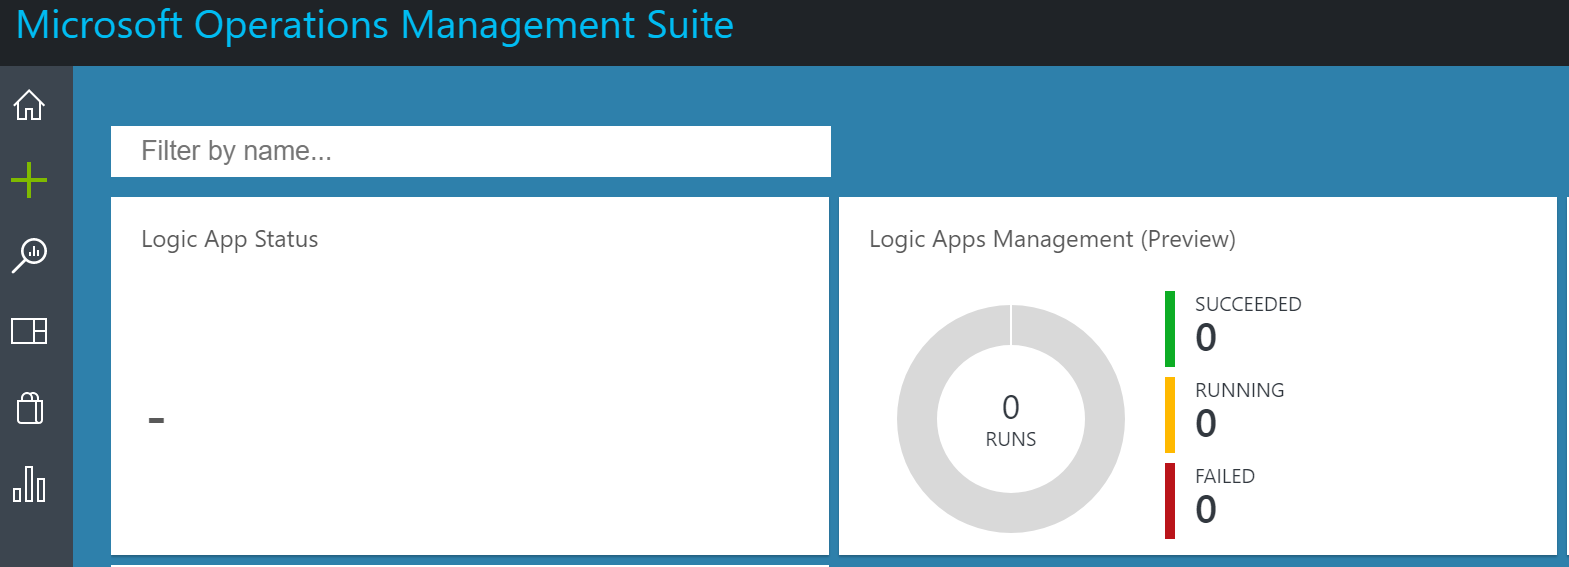 Microsoft Operations Management Suite
Filter by name...
Logic App Status
-
Logic Apps Management (Preview)
0
RUNS
SUCCEEDED
0
RUNNING
0
FAILED
0